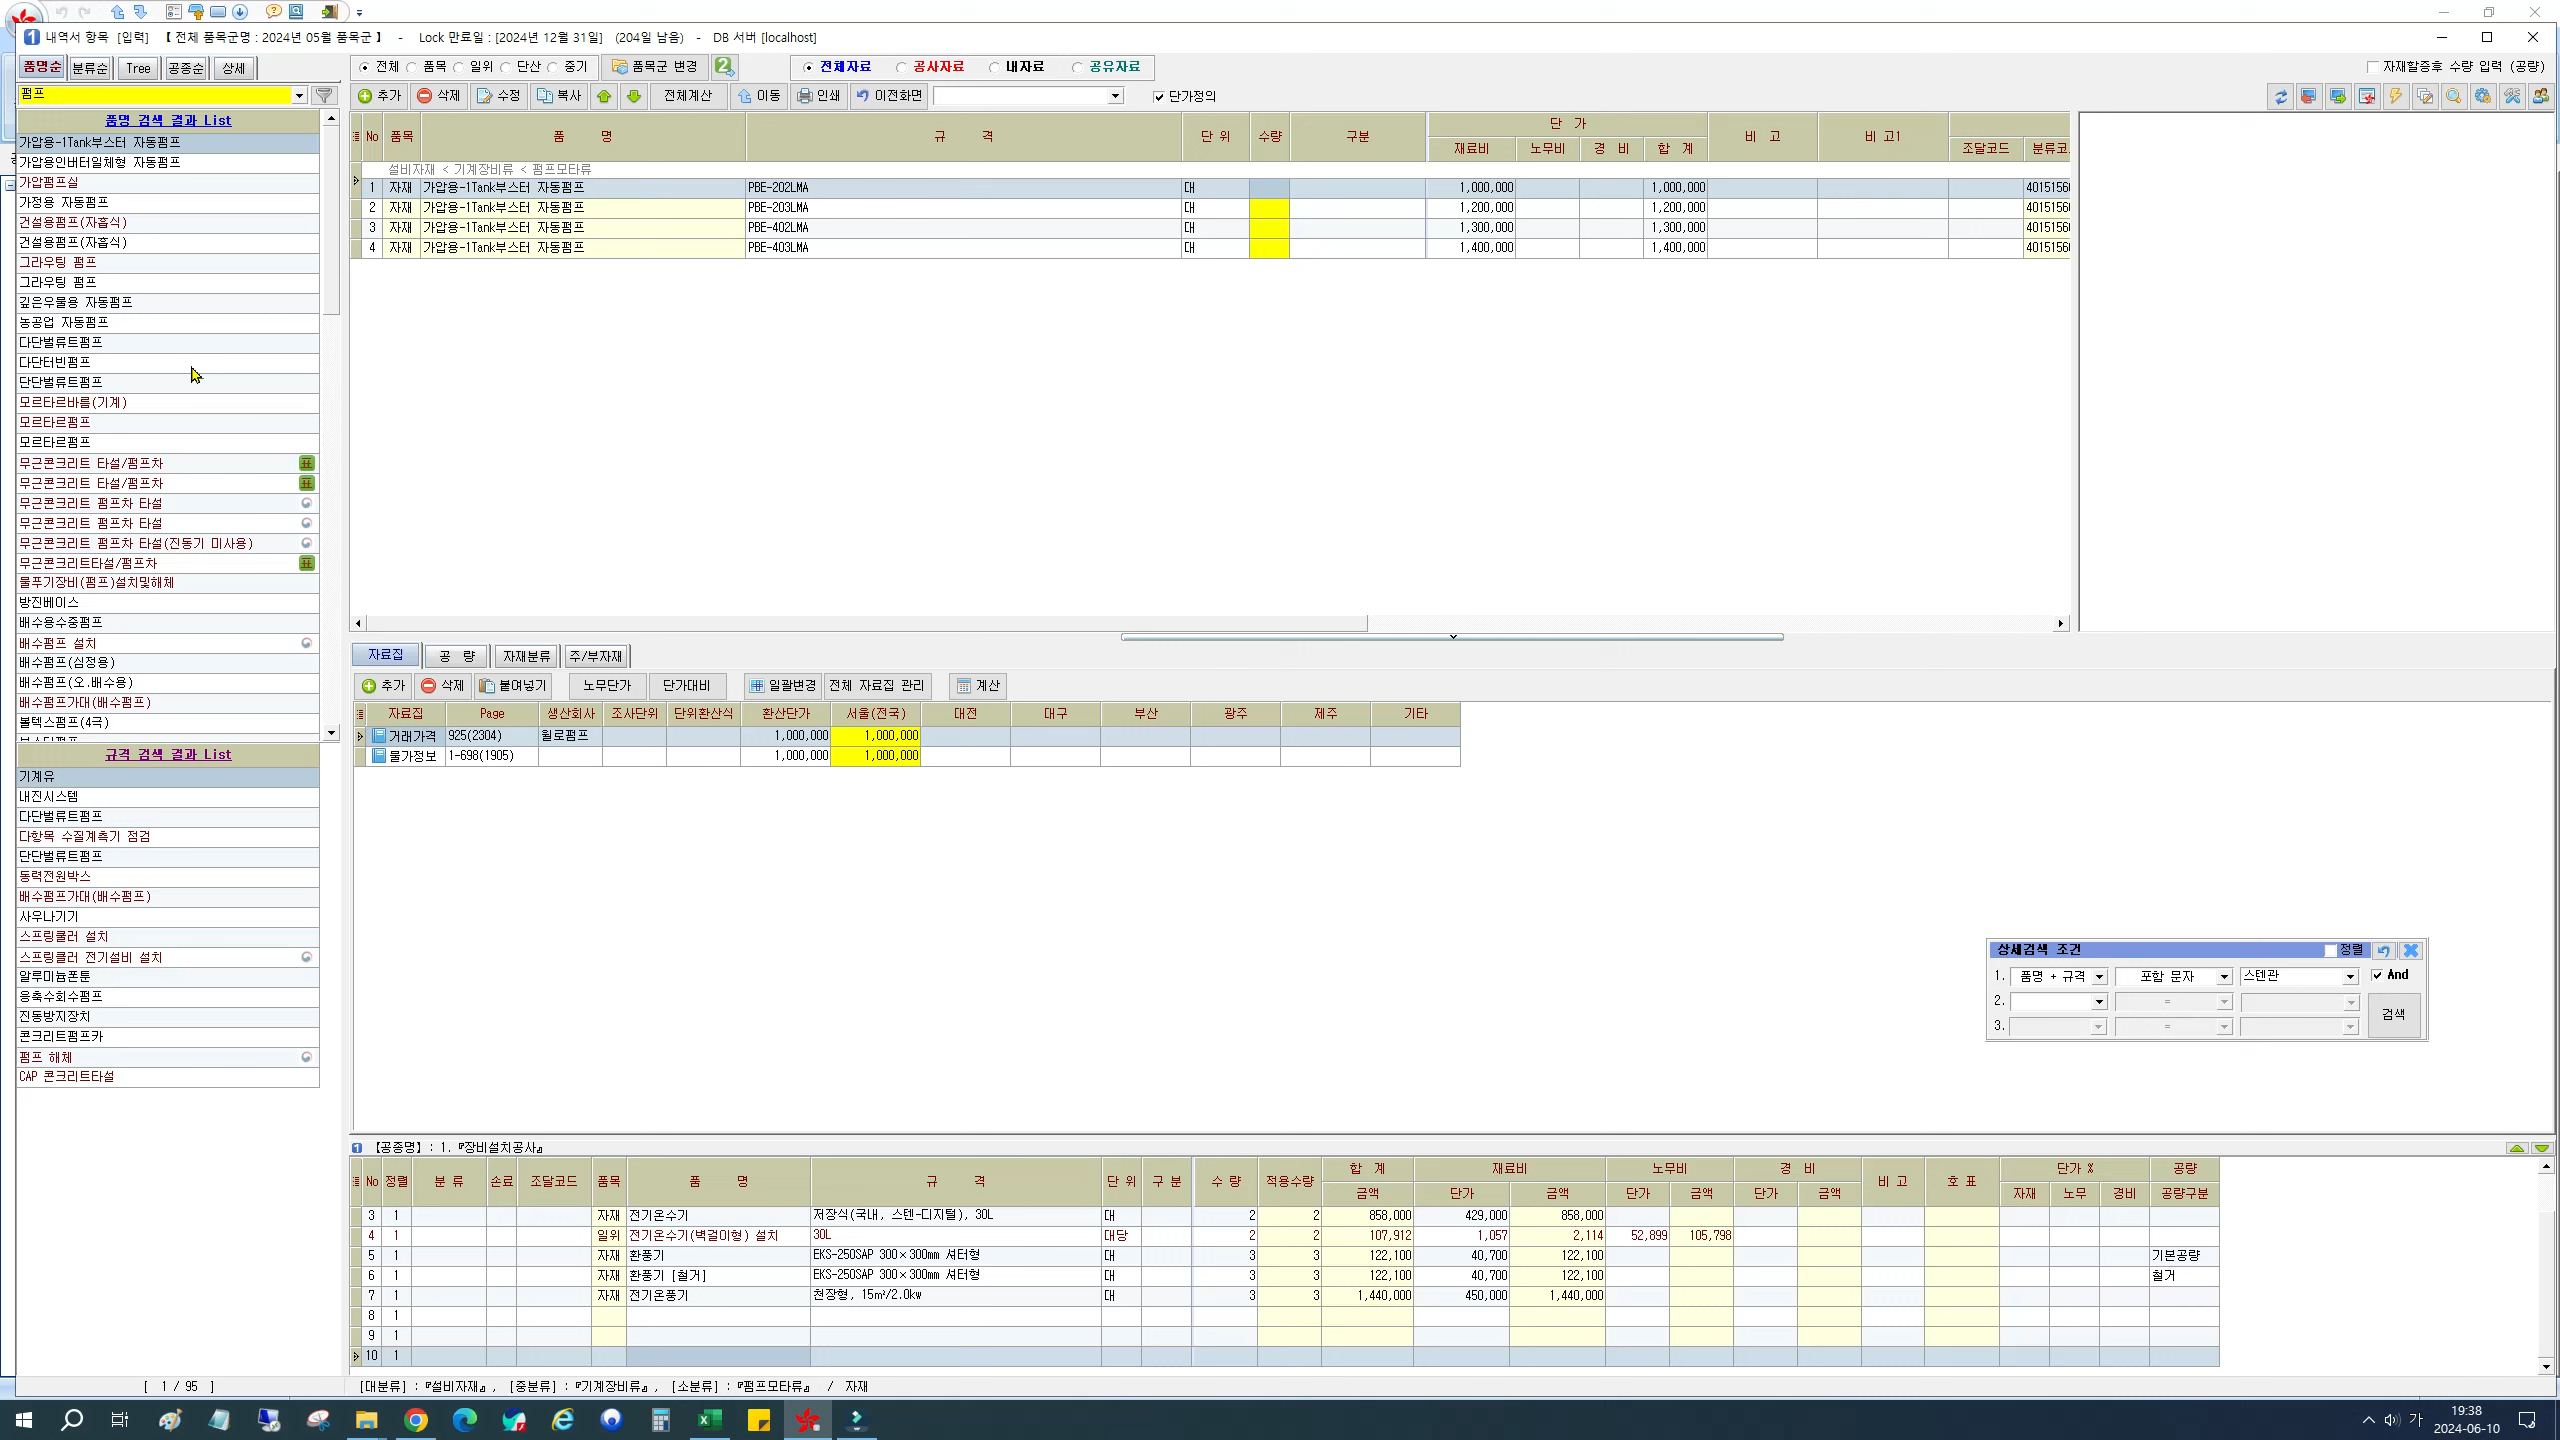 내역서 항목 [입력] 【 전체 품목군명 : 2024년 05월 품목군 】 - Lock 만료일 : [2024년 12월 31일] (204일 남음) - DB 서버 [localhost]
품명순 분류순 Tree 공종순 상세
전체 품목 일위 단산 중기 품목군 변경 전체자료 공사자료 내자료 공유자료 자재할증후 수량 입력 (공량)
펌프
추가 삭제 수정 복사 전체계산 이동 인쇄 이전화면 단가정의
품명 검색 결과 List
가압용-1Tank부스터 자동펌프
가압용인버터일체형 자동펌프
가압펌프실
가정용 자동펌프
건설용펌프(자흡식)
건설용펌프(자흡식)
그라우팅 펌프
그라우팅 펌프
깊은우물용 자동펌프
농공업 자동펌프
다단벌류트펌프
다단터빈펌프
단단벌류트펌프
모르타르바름(기계)
모르타르펌프
모르타르펌프
무근콘크리트 타설/펌프차
무근콘크리트 타설/펌프차
무근콘크리트 펌프차 타설
무근콘크리트 펌프차 타설
무근콘크리트 펌프차 타설(진동기 미사용)
무근콘크리트타설/펌프차
물푸기장비(펌프)설치및해체
방진베이스
배수용수중펌프
배수펌프 설치
배수펌프(심정용)
배수펌프(오.배수용)
배수펌프가대(배수펌프)
볼텍스펌프(4극)
규격 검색 결과 List
기계유
내진시스템
다단벌류트펌프
다항목 수질계측기 점검
단단벌류트펌프
동력전원박스
배수펌프가대(배수펌프)
사우나기기
스프링쿨러 설치
스프링클러 전기설비 설치
알루미늄폰툰
응축수회수펌프
진동방지장치
콘크리트펌프카
펌프 해체
CAP 콘크리트타설
[ 1 / 95 ]
No 품목 품 명 규 격 단 위 수량 구분 단 가 비 고 비 고1
재료비 노무비 경 비 합 계 조달코드 분류코
설비자재 < 기계장비류 < 펌프모타류
1 자재 가압용-1Tank부스터 자동펌프 PBE-202LMA 대 1,000,000 1,000,000 4015156
2 자재 가압용-1Tank부스터 자동펌프 PBE-203LMA 대 1,200,000 1,200,000 4015156
3 자재 가압용-1Tank부스터 자동펌프 PBE-402LMA 대 1,300,000 1,300,000 4015156
4 자재 가압용-1Tank부스터 자동펌프 PBE-403LMA 대 1,400,000 1,400,000 4015156
자료집 공 량 자재분류 주/부자재
추가 삭제 붙여넣기 노무단가 단가대비 일괄변경 전체 자료집 관리 계산
자료집 Page 생산회사 조사단위 단위환산식 환산단가 서울(전국) 대전 대구 부산 광주 제주 기타
거래가격 925(2304) 윌로펌프 1,000,000 1,000,000
물가정보 1-698(1905) 1,000,000 1,000,000
상세검색 조건 정렬
1. 품명 + 규격 포함 문자 스텐관 And
2. =
3. =
검색
【공종명】 : 1. 『장비설치공사』
No 정렬 분 류 손료 조달코드 품목 품 명 규 격 단 위 구 분 수 량 적용수량 합 계 재료비 노무비 경 비 비 고 호 표 단가 % 공량
금액 단가 금액 단가 금액 단가 금액 자재 노무 경비 공량구분
3 1 자재 전기온수기 저장식(국내, 스텐-디지털), 30L 대 2 2 858,000 429,000 858,000
4 1 일위 전기온수기(벽걸이형) 설치 30L 대당 2 2 107,912 1,057 2,114 52,899 105,798
5 1 자재 환풍기 EKS-250SAP 300×300㎜ 셔터형 대 3 3 122,100 40,700 122,100 기본공량
6 1 자재 환풍기 [철거] EKS-250SAP 300×300㎜ 셔터형 대 3 3 122,100 40,700 122,100 철거
7 1 자재 전기온풍기 천장형, 15㎡/2.0kw 대 3 3 1,440,000 450,000 1,440,000
8 1
9 1
10 1
[대분류] : 『설비자재』, [중분류] : 『기계장비류』, [소분류] : 『펌프모타류』 / 자재
가 19:38
2024-06-10